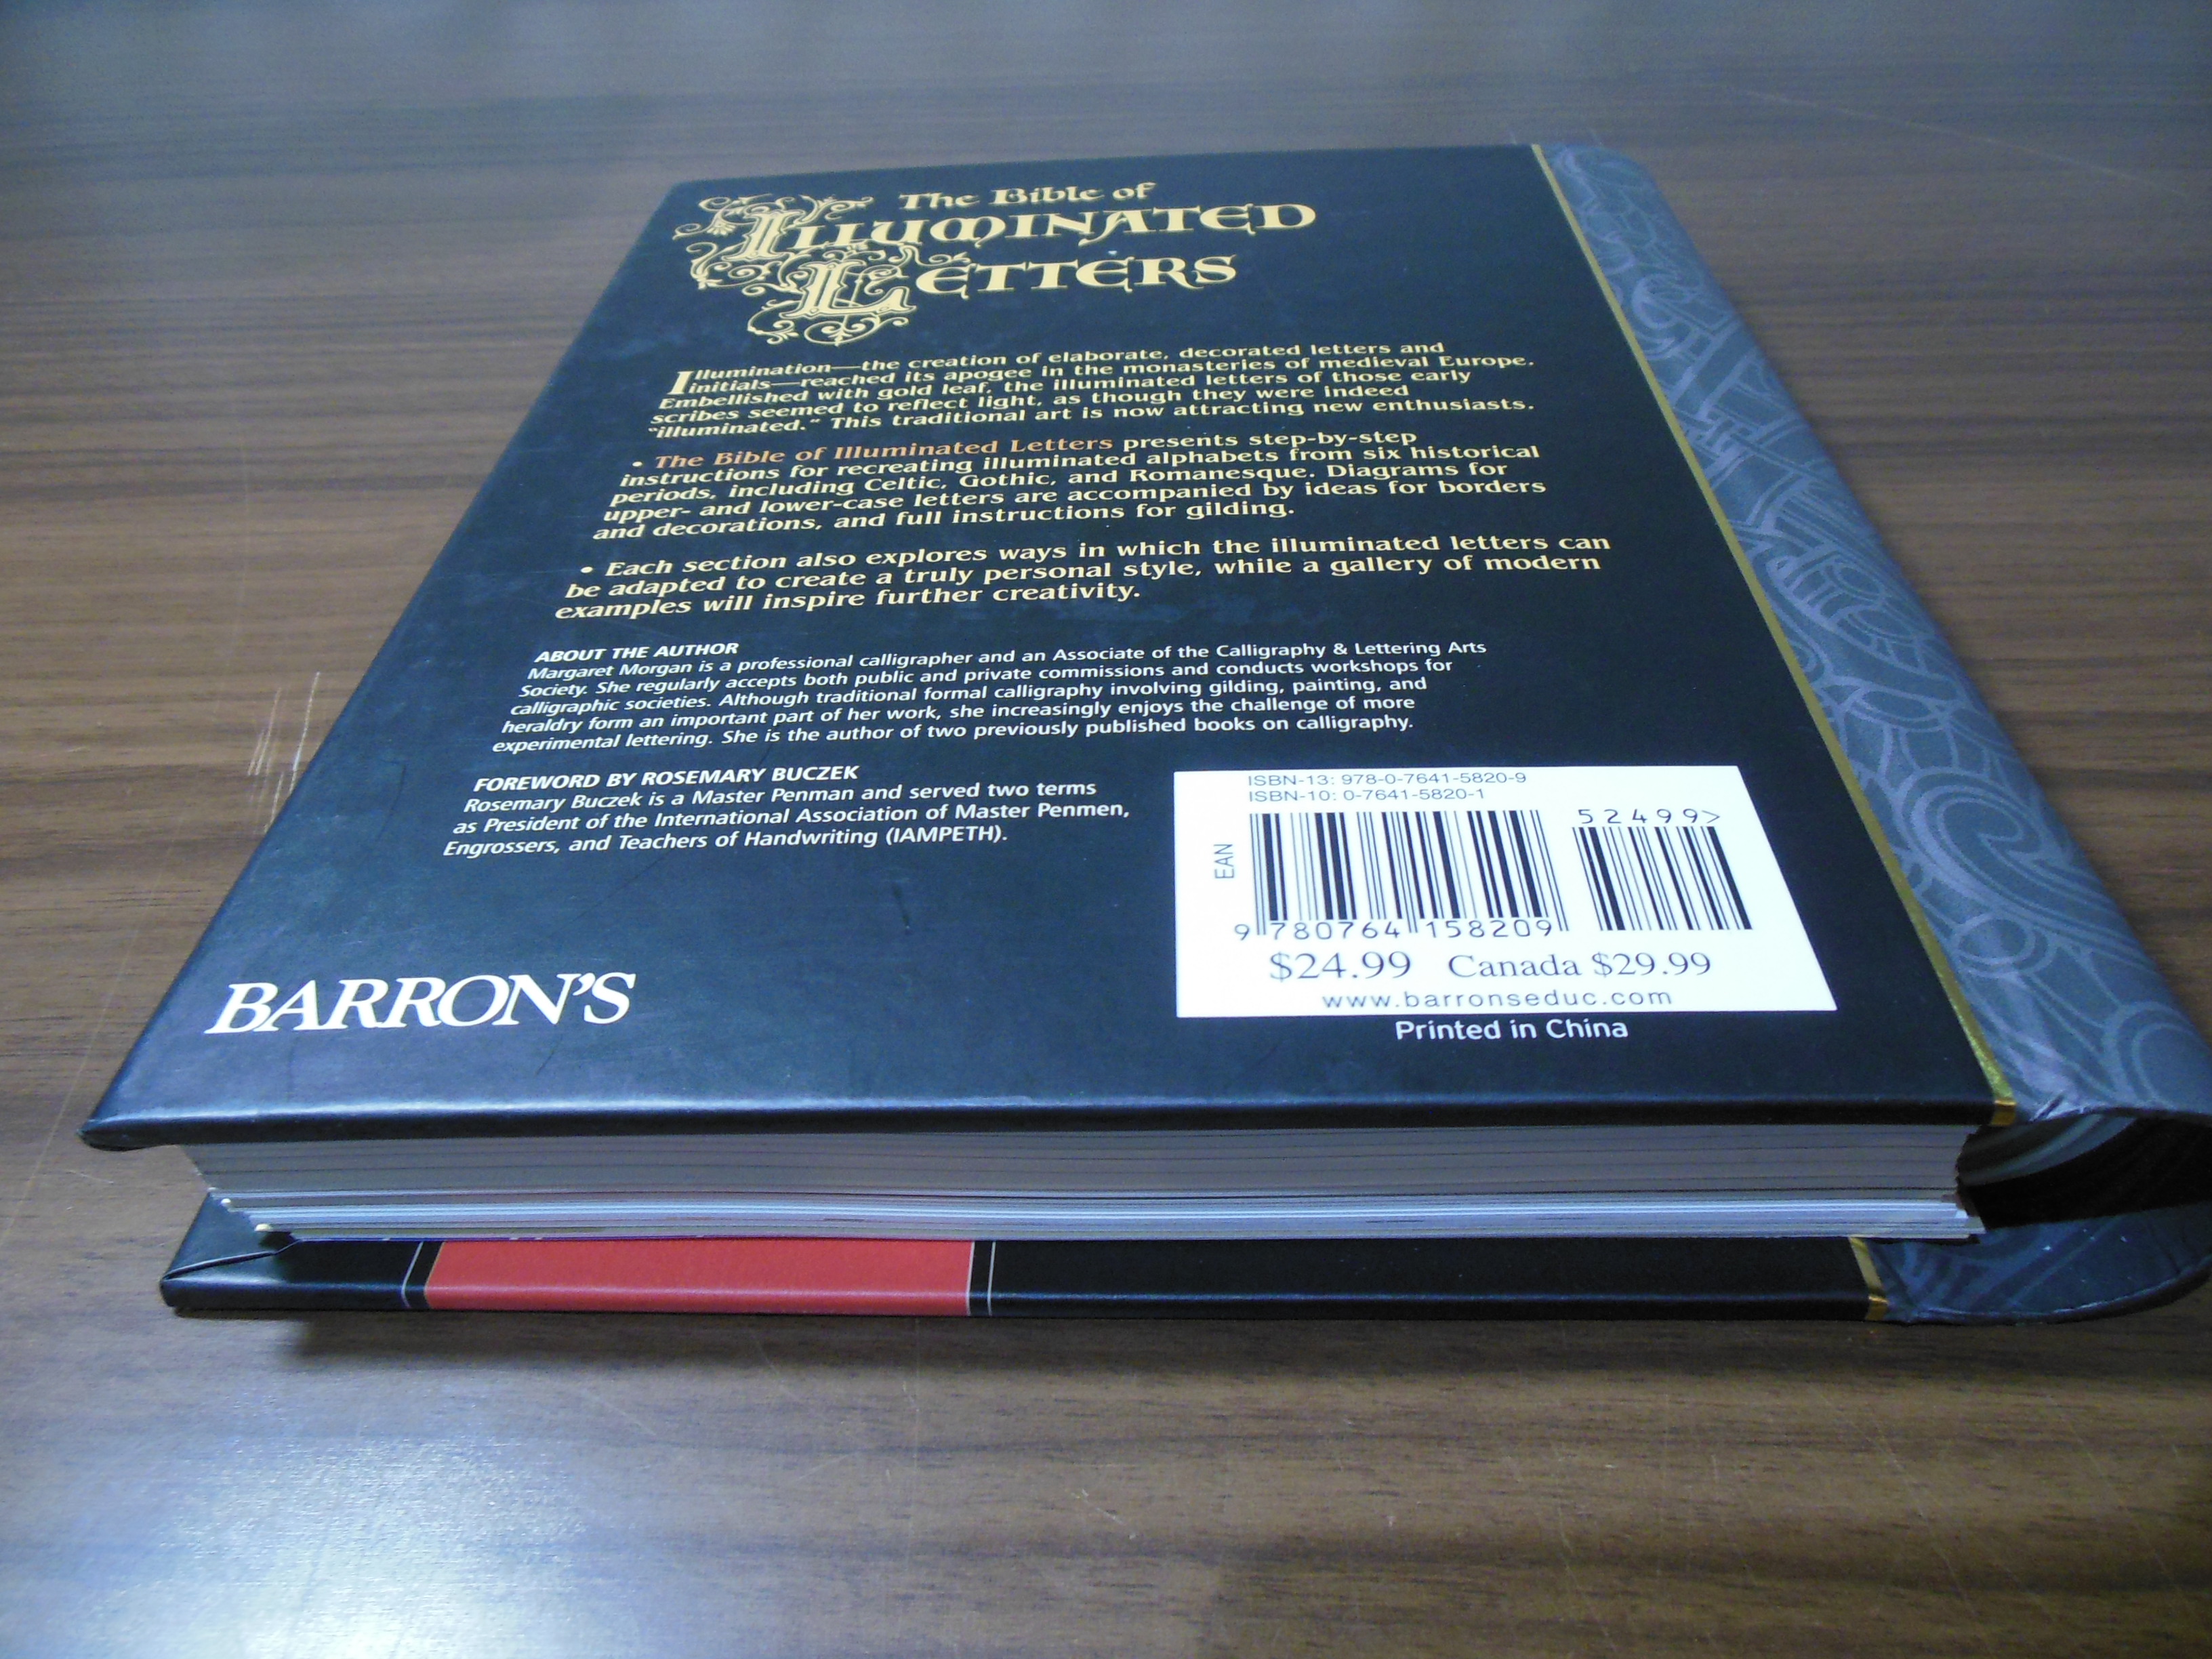 The Bible of
ILLUMINATED
LETTERS
Illumination—the creation of elaborate, decorated letters and
initials—reached its apogee in the monasteries of medieval Europe.
Embellished with gold leaf, the illuminated letters of those early
scribes seemed to reflect light, as though they were indeed
"illuminated." This traditional art is now attracting new enthusiasts.
• The Bible of Illuminated Letters presents step-by-step
instructions for recreating illuminated alphabets from six historical
periods, including Celtic, Gothic, and Romanesque. Diagrams for
upper- and lower-case letters are accompanied by ideas for borders
and decorations, and full instructions for gilding.
• Each section also explores ways in which the illuminated letters can
be adapted to create a truly personal style, while a gallery of modern
examples will inspire further creativity.
ABOUT THE AUTHOR
Margaret Morgan is a professional calligrapher and an Associate of the Calligraphy & Lettering Arts
Society. She regularly accepts both public and private commissions and conducts workshops for
calligraphic societies. Although traditional formal calligraphy involving gilding, painting, and
heraldry form an important part of her work, she increasingly enjoys the challenge of more
experimental lettering. She is the author of two previously published books on calligraphy.
FOREWORD BY ROSEMARY BUCZEK
Rosemary Buczek is a Master Penman and served two terms
as President of the International Association of Master Penmen,
Engrossers, and Teachers of Handwriting (IAMPETH).
ISBN-13: 978-0-7641-5820-9
ISBN-10: 0-7641-5820-1
52499>
EAN
9 780764 158209
$24.99 Canada $29.99
www.barronseduc.com
Printed in China
BARRON'S